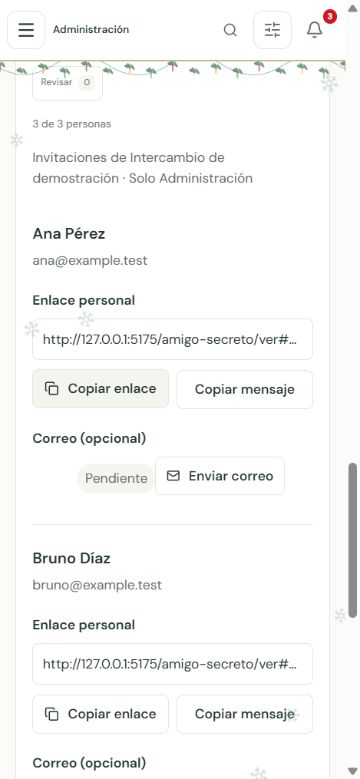 Administración
3
Revisar 0
3 de 3 personas
Invitaciones de Intercambio de
demostración · Solo Administración
Ana Pérez
ana@example.test
Enlace personal
http://127.0.0.1:5175/amigo-secreto/ver#...
Copiar enlace
Copiar mensaje
Correo (opcional)
Pendiente
Enviar correo
Bruno Díaz
bruno@example.test
Enlace personal
http://127.0.0.1:5175/amigo-secreto/ver#...
Copiar enlace
Copiar mensaje
Correo (opcional)